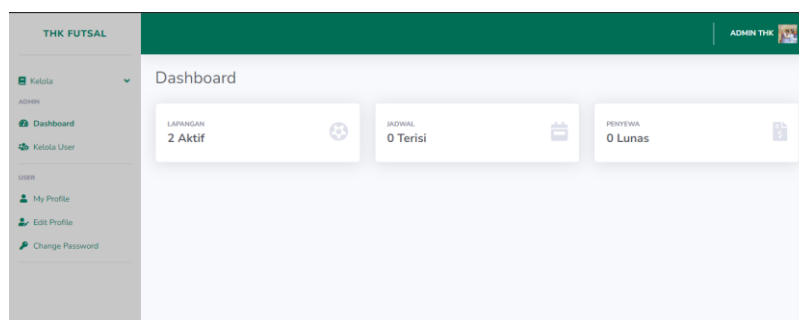 THK FUTSAL
ADMIN THK
Kelola
ADMIN
Dashboard
Kelola User
USER
My Profile
Edit Profile
Change Password
Dashboard
LAPANGAN
2 Aktif
JADWAL
0 Terisi
PENYEWA
0 Lunas